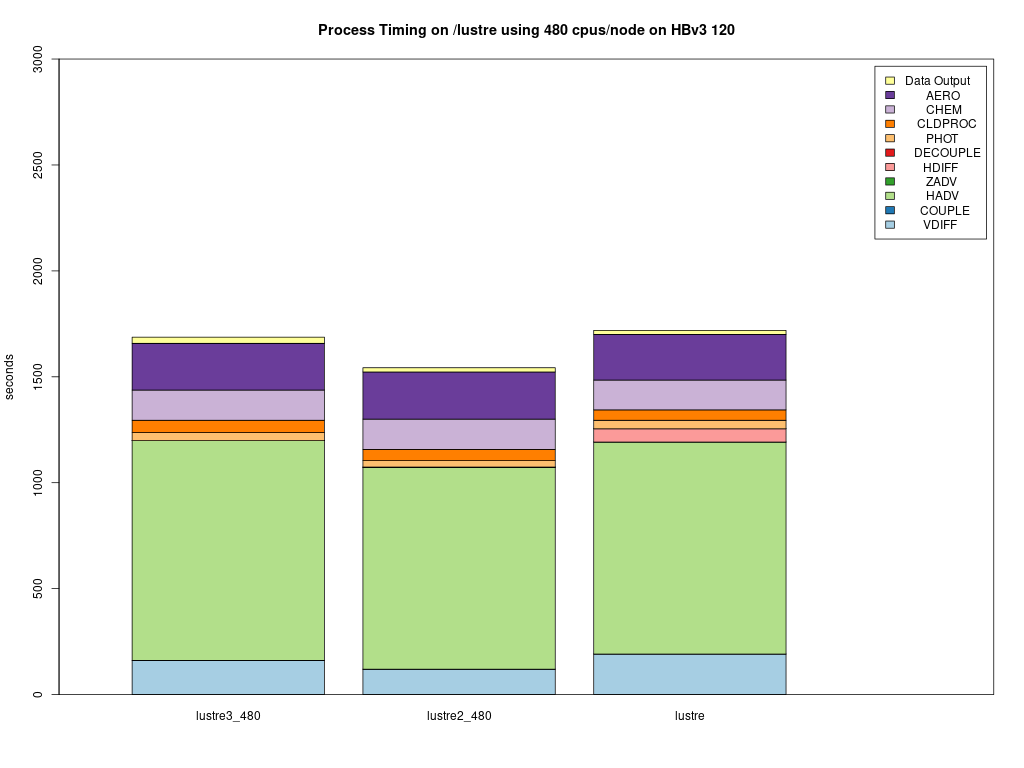 Process Timing on /lustre using 480 cpus/node on HBv3 120
3000
2500
2000
1500
1000
500
0
seconds
Data Output
AERO
CHEM
CLDPROC
PHOT
DECOUPLE
HDIFF
ZADV
HADV
COUPLE
VDIFF
lustre3_480
lustre2_480
lustre